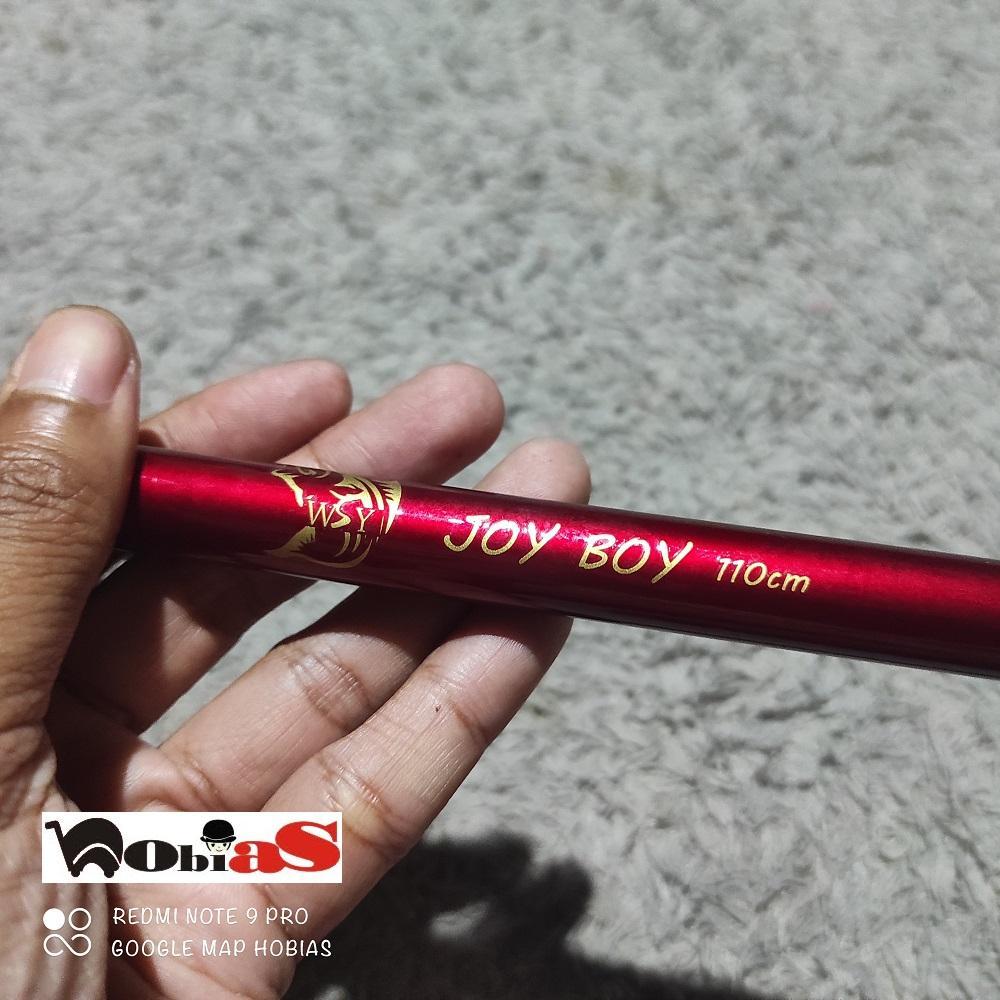 WSY
JOY BOY 110cm
HobiaS
REDMI NOTE 9 PRO
GOOGLE MAP HOBIAS